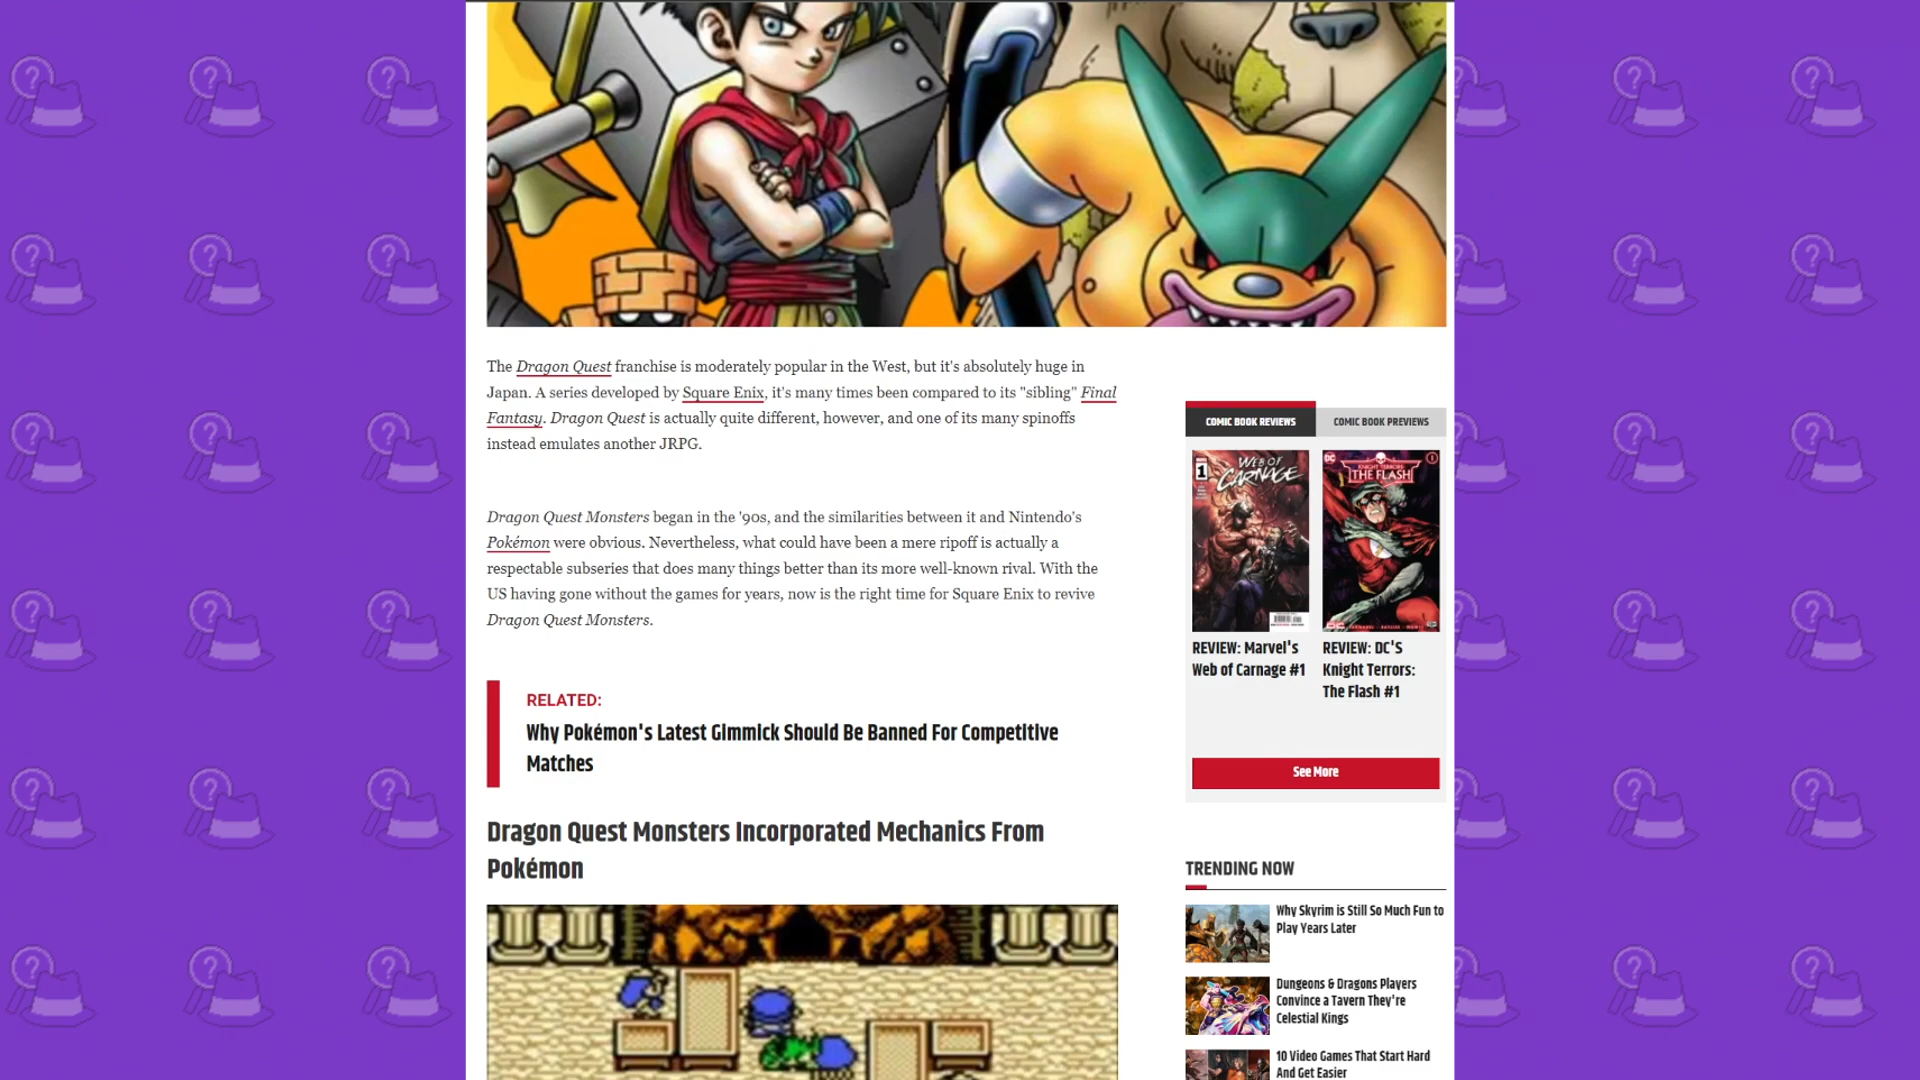 The Dragon Quest franchise is moderately popular in the West, but it's absolutely huge in
Japan. A series developed by Square Enix, it's many times been compared to its "sibling" Final
Fantasy. Dragon Quest is actually quite different, however, and one of its many spinoffs
instead emulates another JRPG.
Dragon Quest Monsters began in the '90s, and the similarities between it and Nintendo's
Pokémon were obvious. Nevertheless, what could have been a mere ripoff is actually a
respectable subseries that does many things better than its more well-known rival. With the
US having gone without the games for years, now is the right time for Square Enix to revive
Dragon Quest Monsters.
RELATED:
Why Pokémon's Latest Gimmick Should Be Banned For Competitive
Matches
Dragon Quest Monsters Incorporated Mechanics From
Pokémon
COMIC BOOK REVIEWS
COMIC BOOK PREVIEWS
1
WEB OF
CARNAGE
DC
KNIGHT TERRORS
THE FLASH
REVIEW: Marvel's
Web of Carnage #1
REVIEW: DC'S
Knight Terrors:
The Flash #1
See More
TRENDING NOW
Why Skyrim is Still So Much Fun to
Play Years Later
Dungeons & Dragons Players
Convince a Tavern They're
Celestial Kings
10 Video Games That Start Hard
And Get Easier